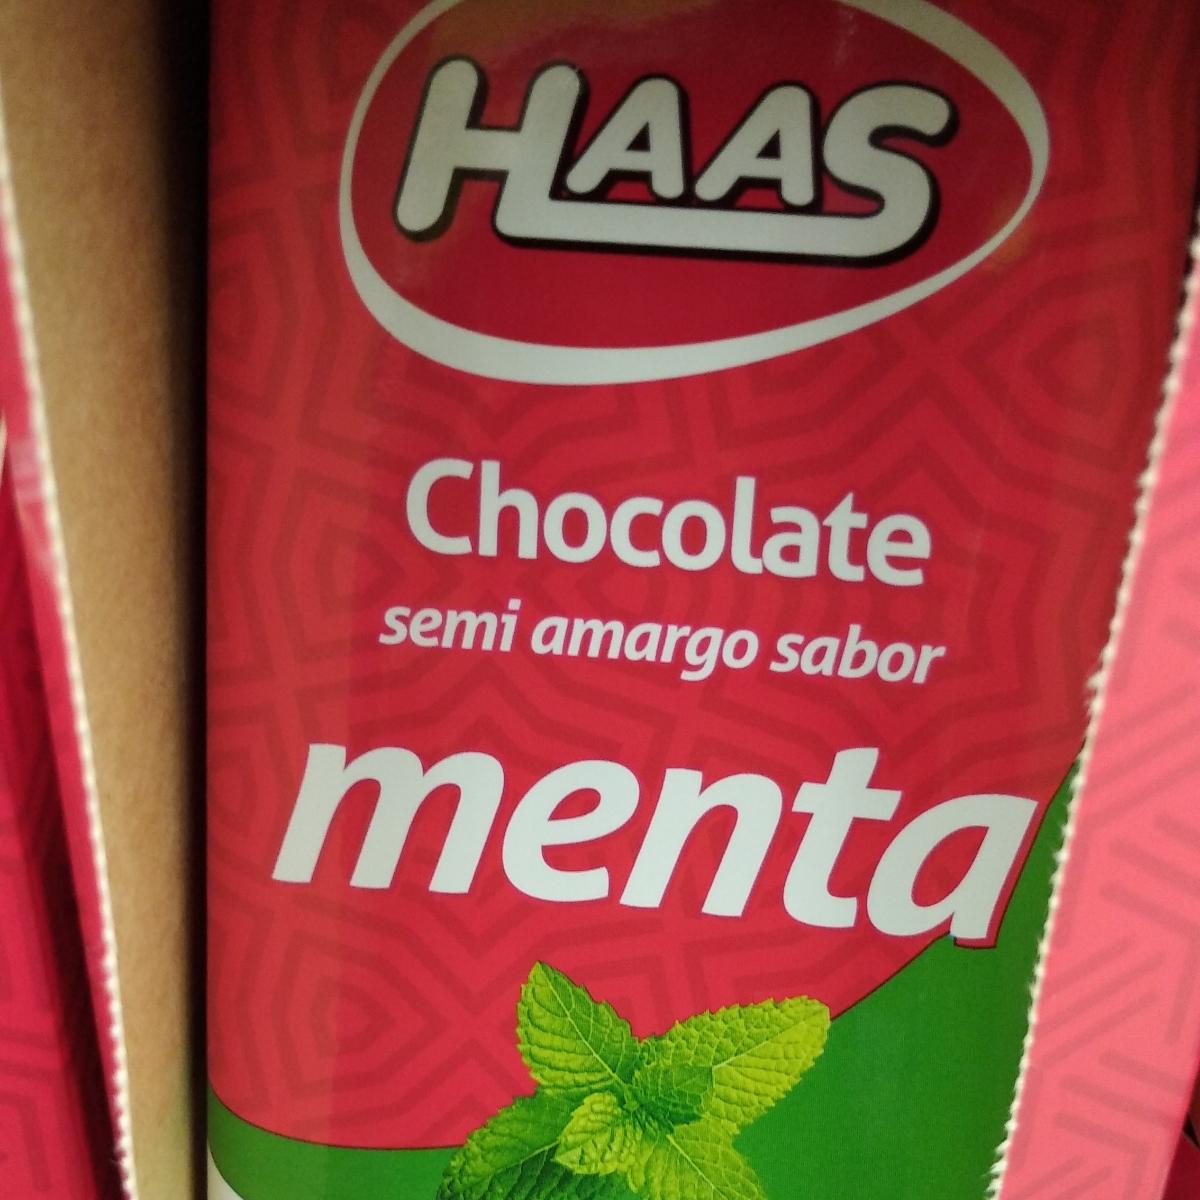 HAAS
Chocolate
semi amargo sabor
menta